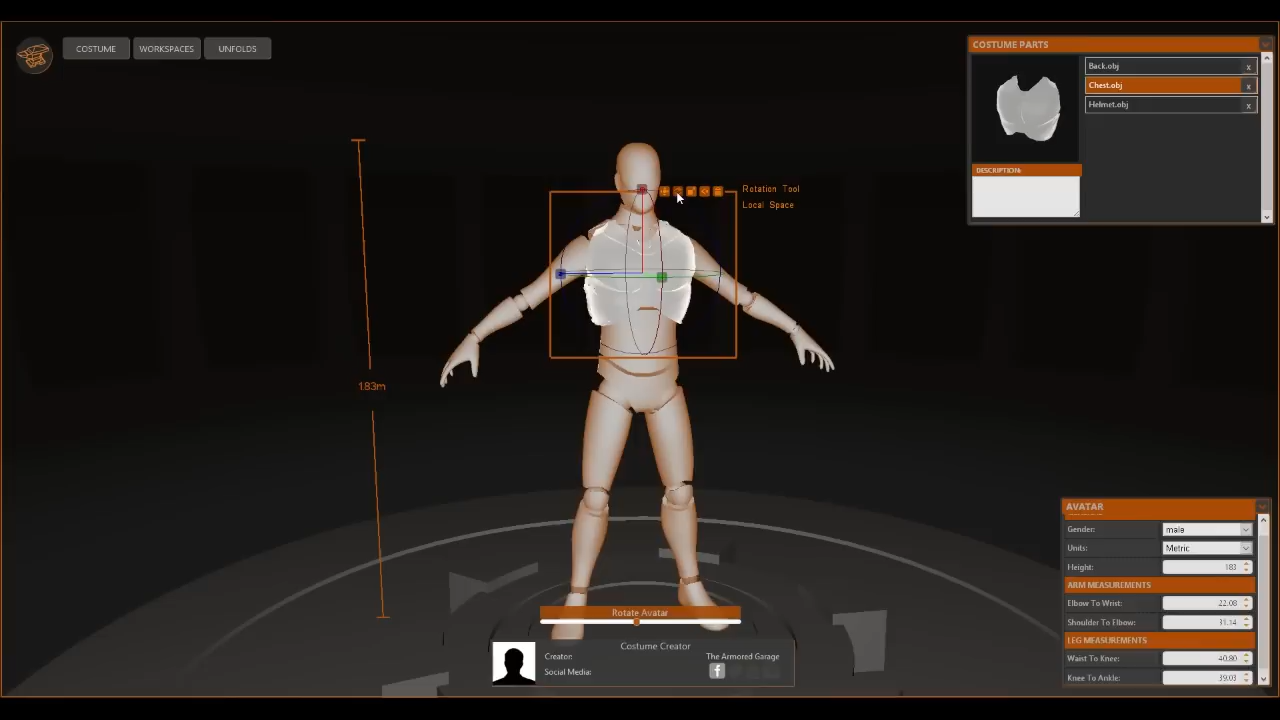 COSTUME
WORKSPACES
UNFOLDS
COSTUME PARTS
Back.obj
x
Chest.obj
x
Helmet.obj
x
DESCRIPTION:
Rotation Tool
Local Space
1.83m
AVATAR
Gender: male
Units: Metric
Height: 183
ARM MEASUREMENTS
Elbow To Wrist: 22.08
Shoulder To Elbow: 31.14
LEG MEASUREMENTS
Waist To Knee: 40.80
Knee To Ankle: 39.03
Rotate Avatar
Costume Creator
Creator: The Armored Garage
Social Media: f